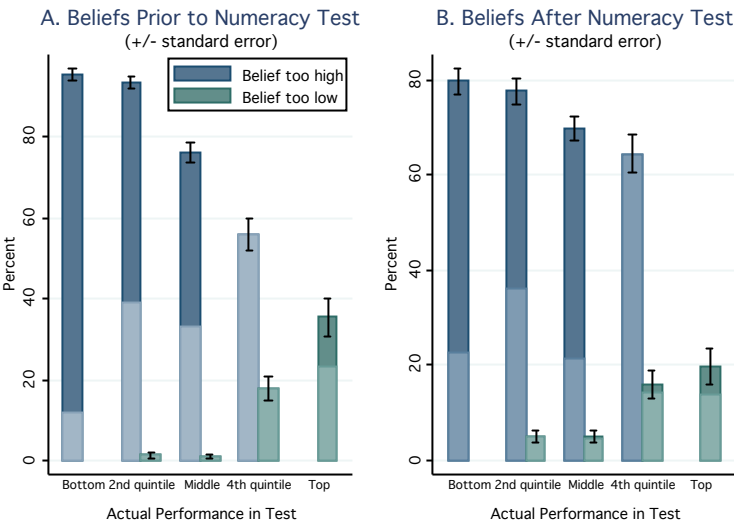 A. Beliefs Prior to Numeracy Test
(+/- standard error)
Belief too high
Belief too low
Percent
80
60
40
20
0
Bottom 2nd quintile Middle 4th quintile Top
Actual Performance in Test
B. Beliefs After Numeracy Test
(+/- standard error)
Percent
80
60
40
20
0
Bottom 2nd quintile Middle 4th quintile Top
Actual Performance in Test